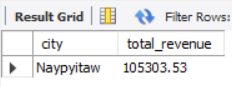 Result Grid Filter Rows:
city total_revenue
Naypyitaw 105303.53